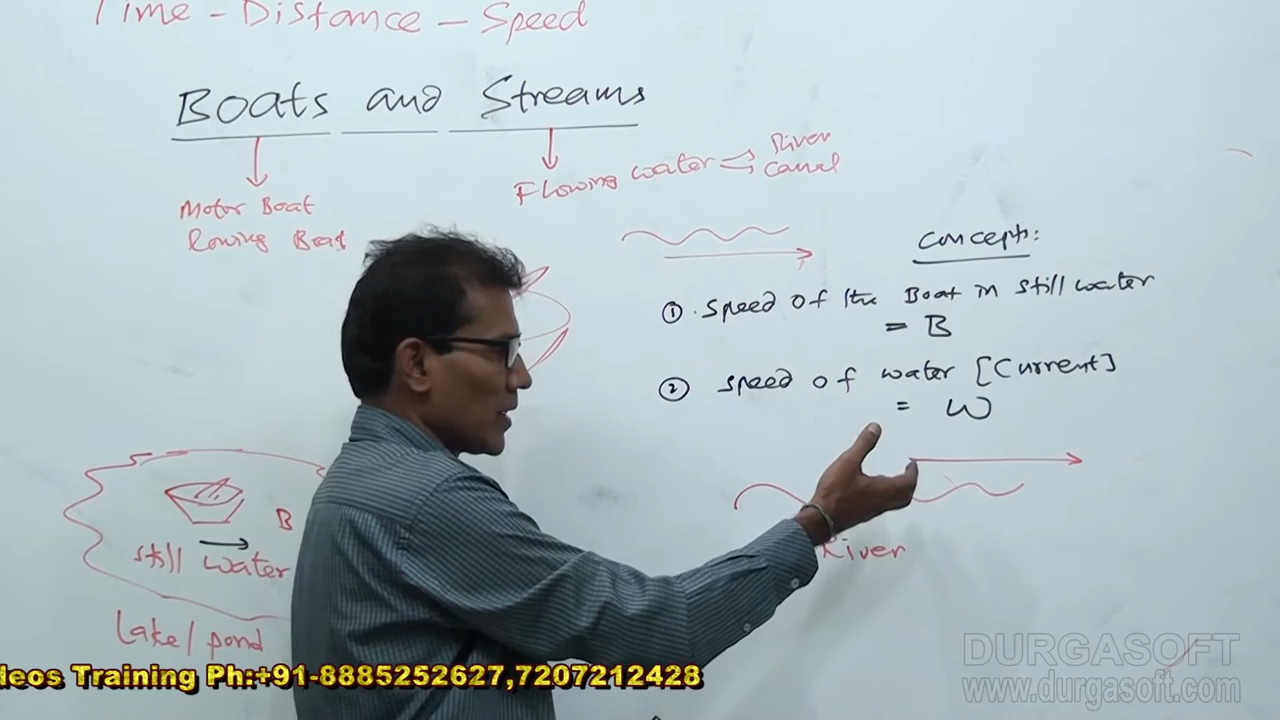 Time - Distance - Speed
Boats and Streams
Motor Boat
Rowing Boat
Flowing water
River
Canal
Concept:
① Speed of the Boat in still water
= B
② Speed of water [Current]
= W
River
B
still water
Lake/pond
deos Training Ph:+91-8885252627,7207212428
DURGASOFT
www.durgasoft.com